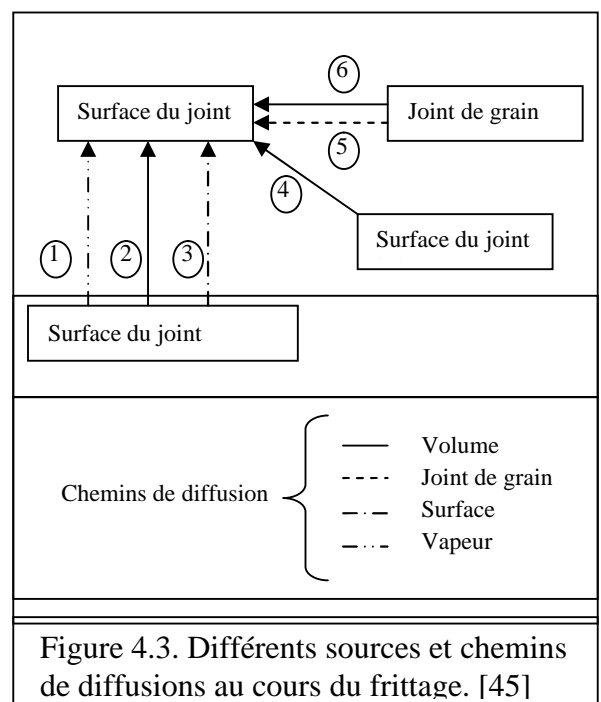 6
Surface du joint
Joint de grain
5
4
Surface du joint
1
2
3
Surface du joint
Chemins de diffusion
Volume
Joint de grain
Surface
Vapeur
Figure 4.3. Différents sources et chemins
de diffusions au cours du frittage. [45]